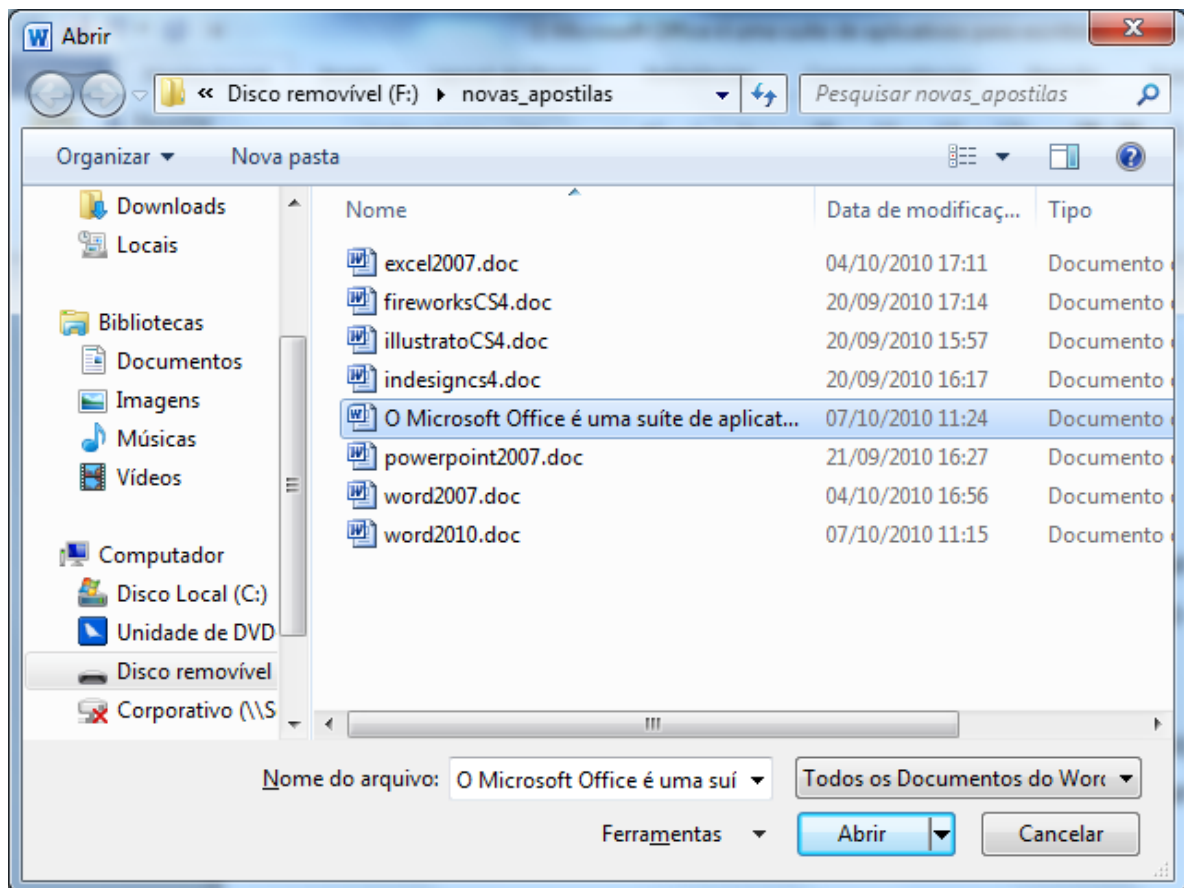 Abrir
« Disco removível (F:) novas_apostilas Pesquisar novas_apostilas
Organizar Nova pasta
Downloads
Locais
Bibliotecas
Documentos
Imagens
Músicas
Vídeos
Computador
Disco Local (C:)
Unidade de DVD
Disco removível
Corporativo (\\S
Nome Data de modificaç... Tipo
excel2007.doc 04/10/2010 17:11 Documento
fireworksCS4.doc 20/09/2010 17:14 Documento
illustratoCS4.doc 20/09/2010 15:57 Documento
indesigncs4.doc 20/09/2010 16:17 Documento
O Microsoft Office é uma suíte de aplicat... 07/10/2010 11:24 Documento
powerpoint2007.doc 21/09/2010 16:27 Documento
word2007.doc 04/10/2010 16:56 Documento
word2010.doc 07/10/2010 11:15 Documento
Nome do arquivo: O Microsoft Office é uma suí Todos os Documentos do Word
Ferramentas Abrir Cancelar